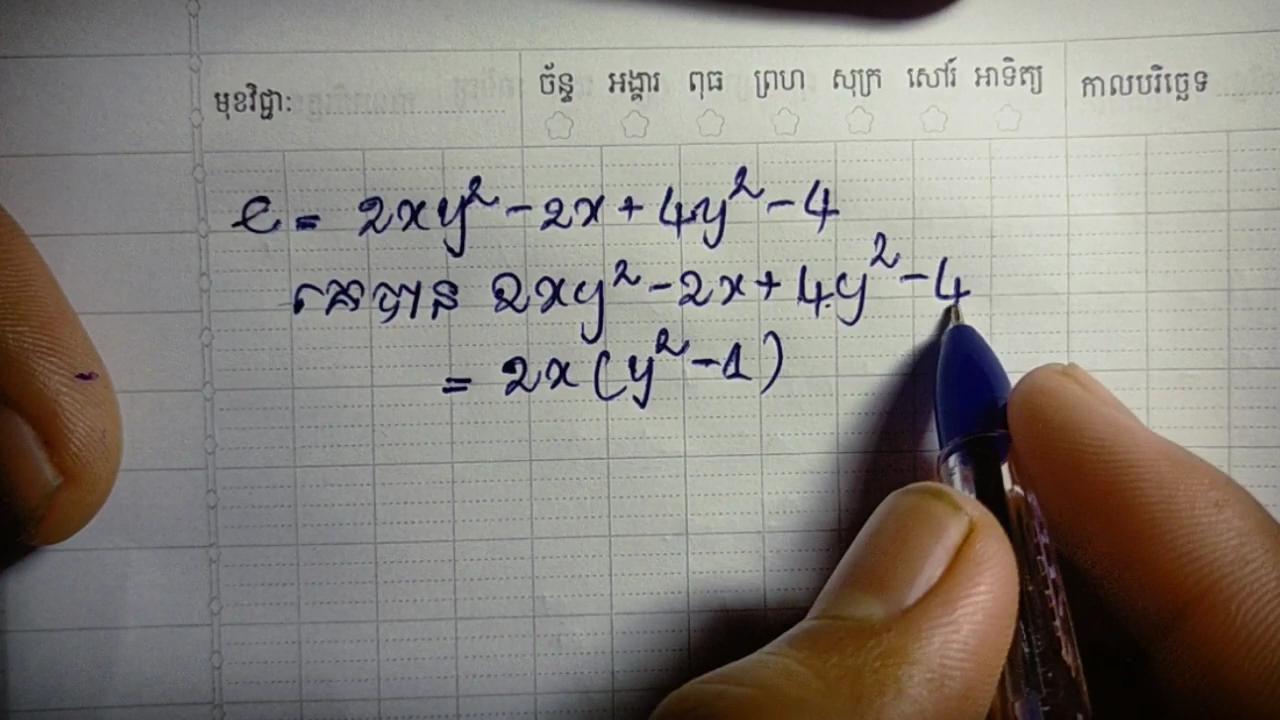 មុខវិជ្ជា: ច័ន្ទ អង្គារ ពុធ ព្រហ សុក្រ សៅរ៍ អាទិត្យ កាលបរិច្ឆេទ
e = 2xy² - 2x + 4y² - 4
គេបាន 2xy² - 2x + 4y² - 4
= 2x (y² - 1)